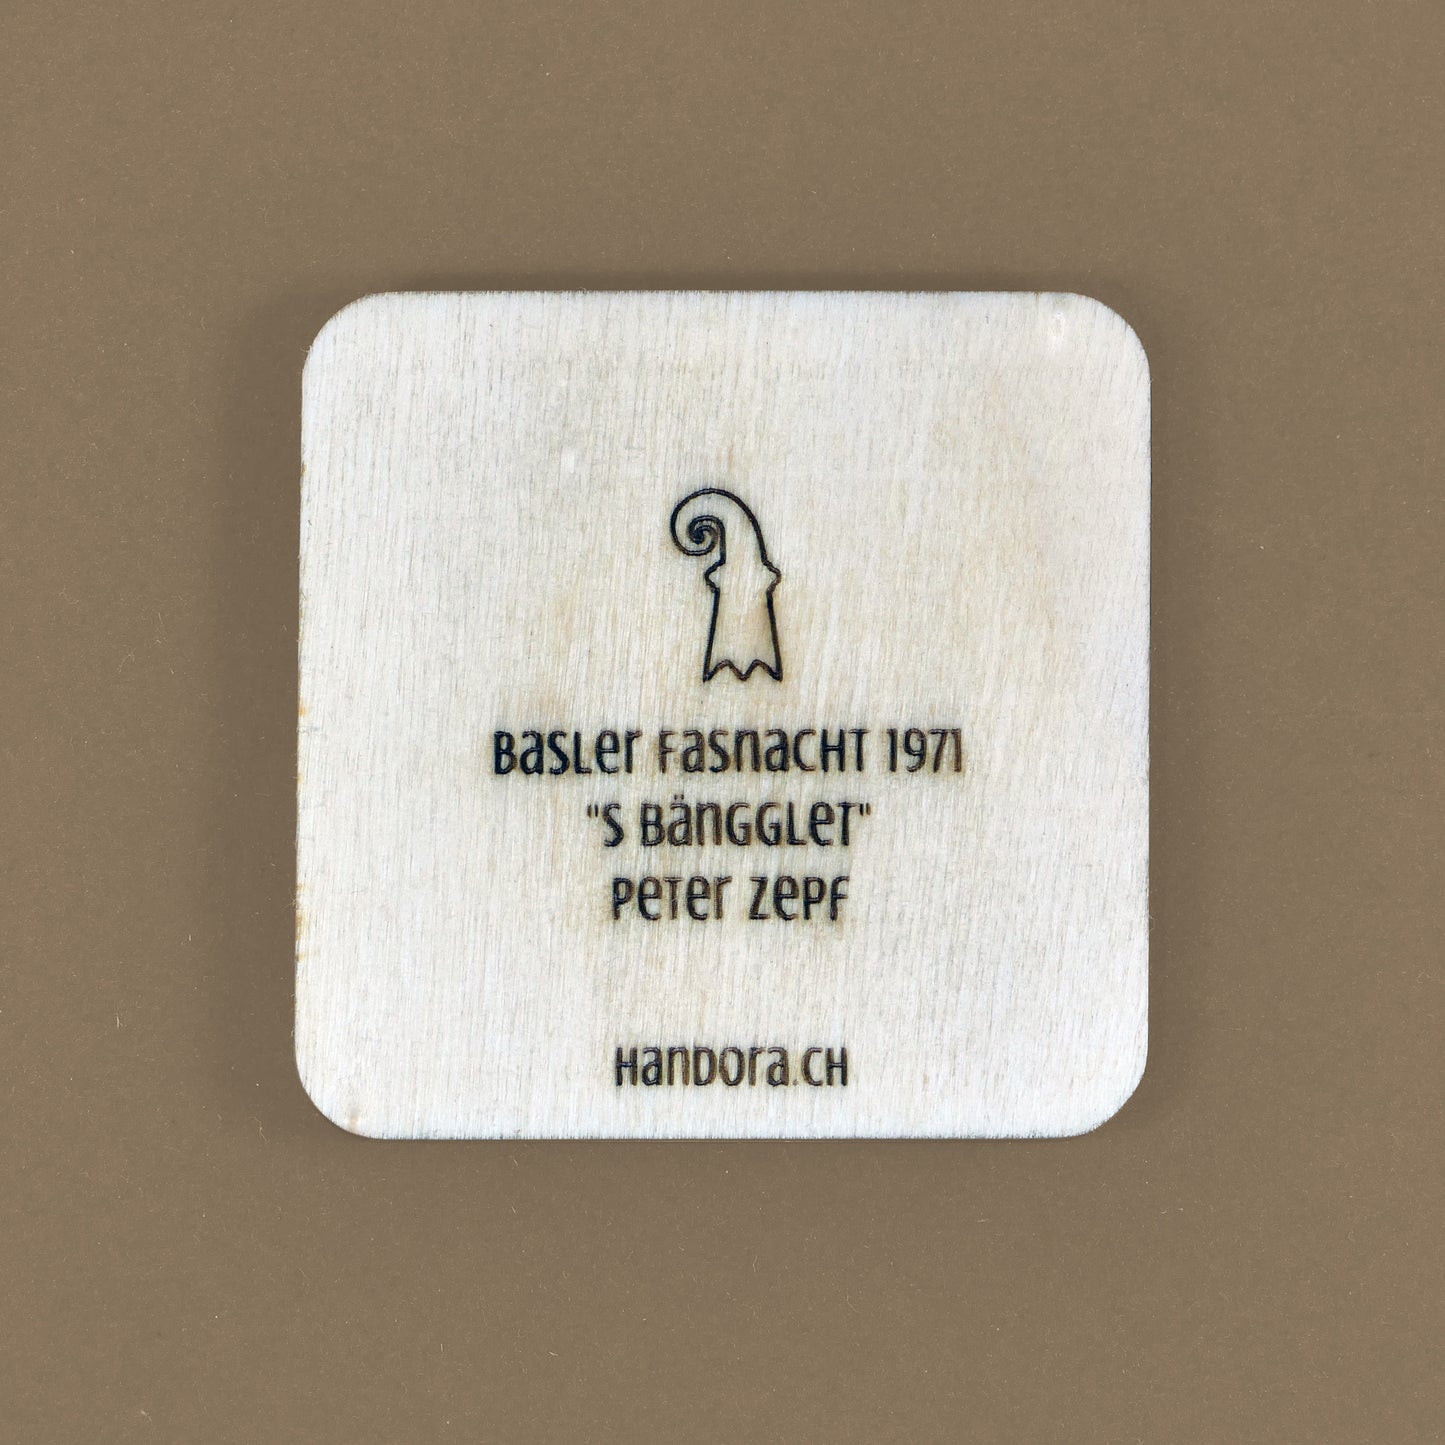 Basler Fasnacht 1971
"s Bängglet"
Peter Zepf
Handora.ch